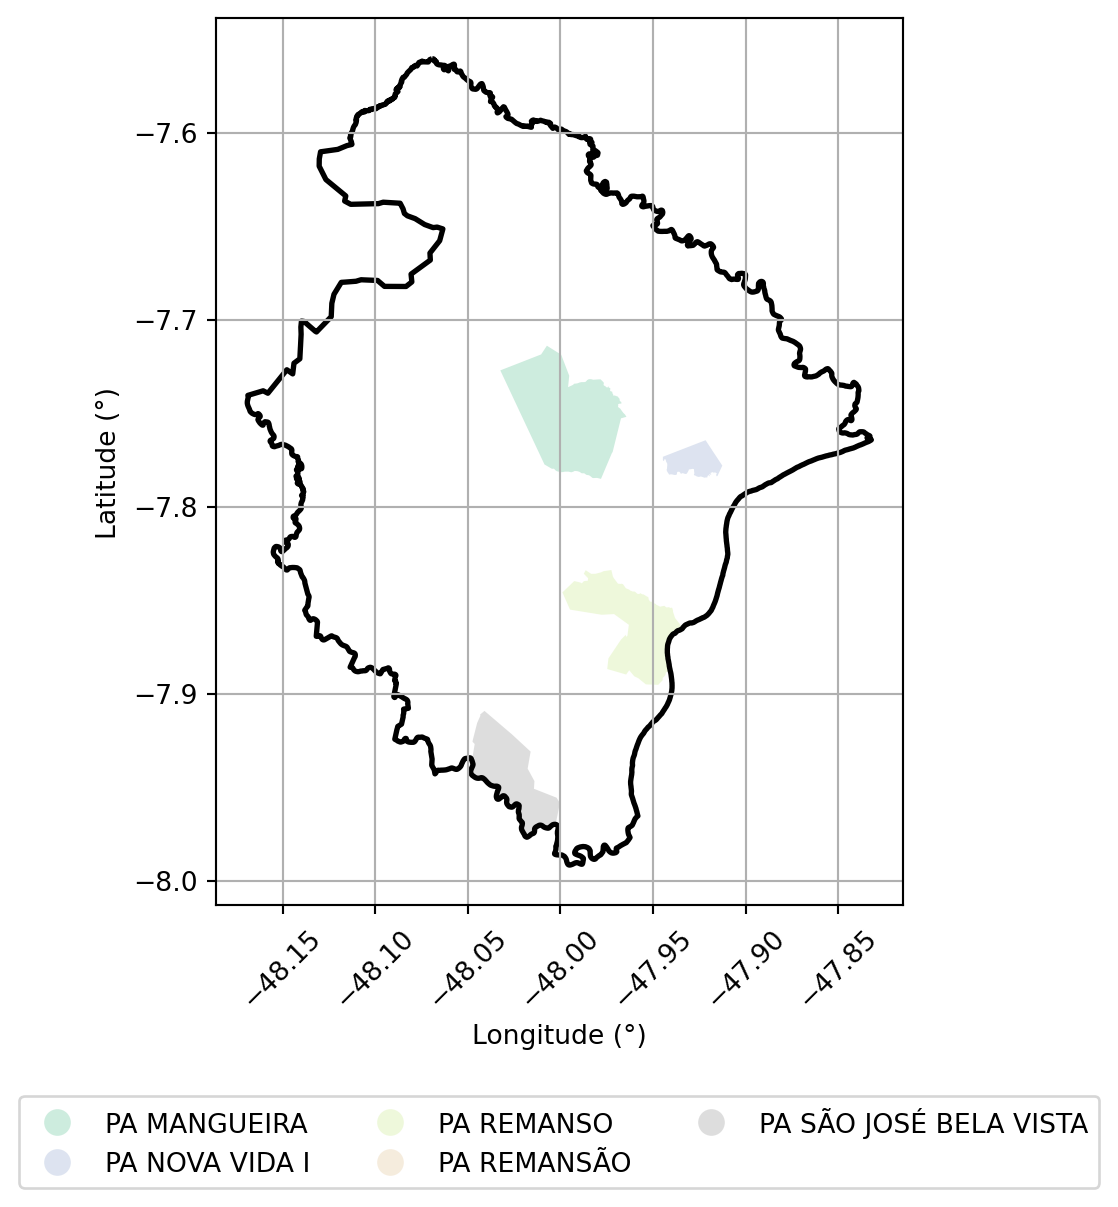 −7.6
−7.7
−7.8
−7.9
−8.0
Latitude (°)
−48.15
−48.10
−48.05
−48.00
−47.95
−47.90
−47.85
Longitude (°)
PA MANGUEIRA
PA NOVA VIDA I
PA REMANSO
PA REMANSÃO
PA SÃO JOSÉ BELA VISTA